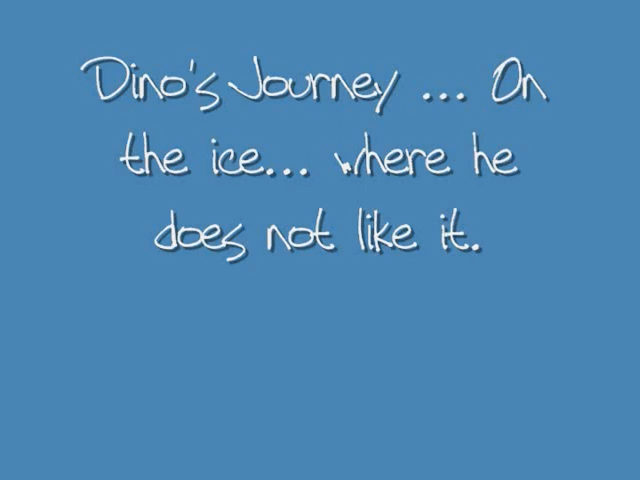 Dino's Journey ... On
the ice... where he
does not like it.